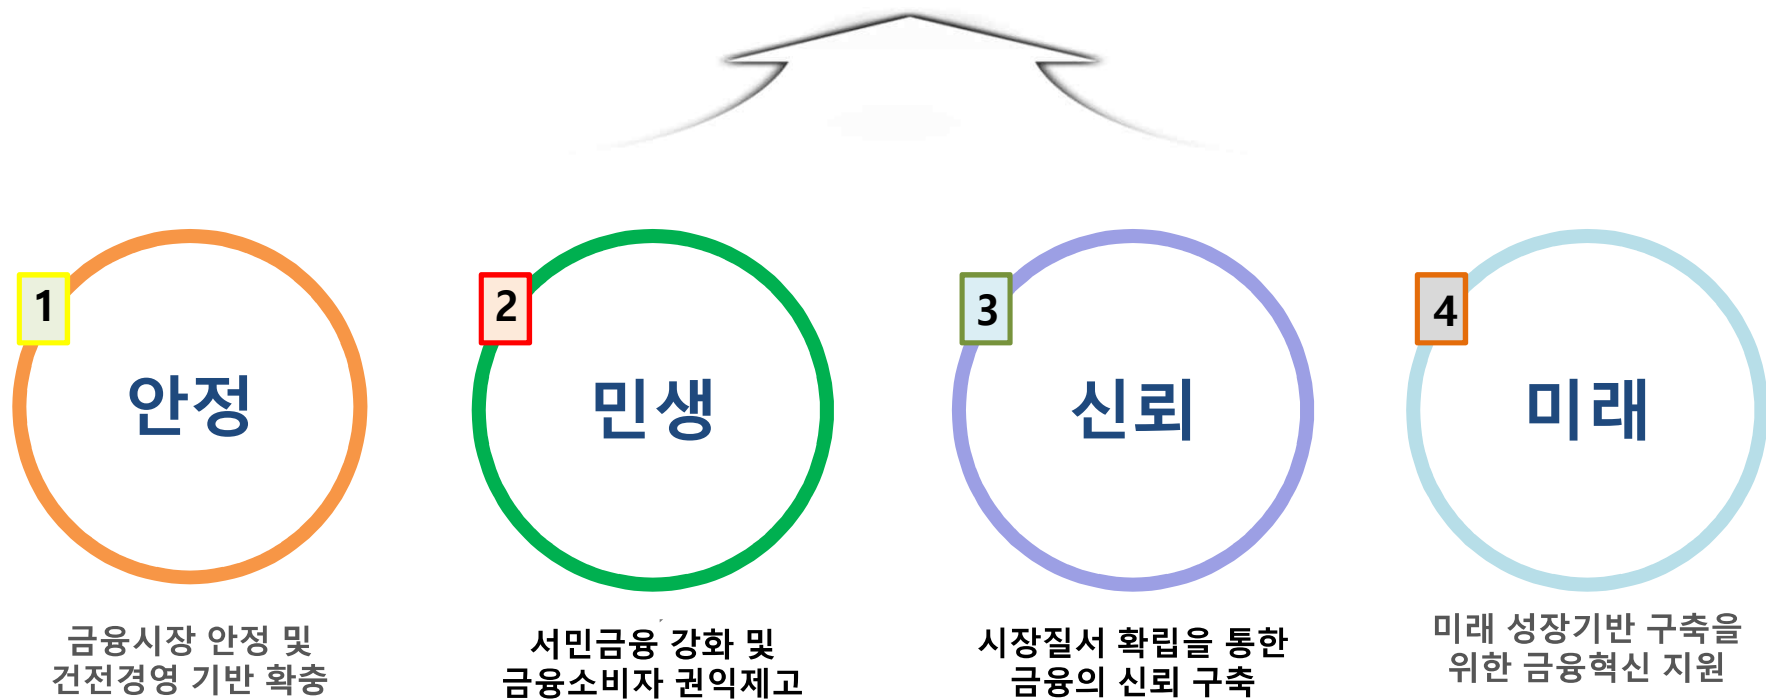 1
안정
금융시장 안정 및
건전경영 기반 확충
2
민생
서민금융 강화 및
금융소비자 권익제고
3
신뢰
시장질서 확립을 통한
금융의 신뢰 구축
4
미래
미래 성장기반 구축을
위한 금융혁신 지원